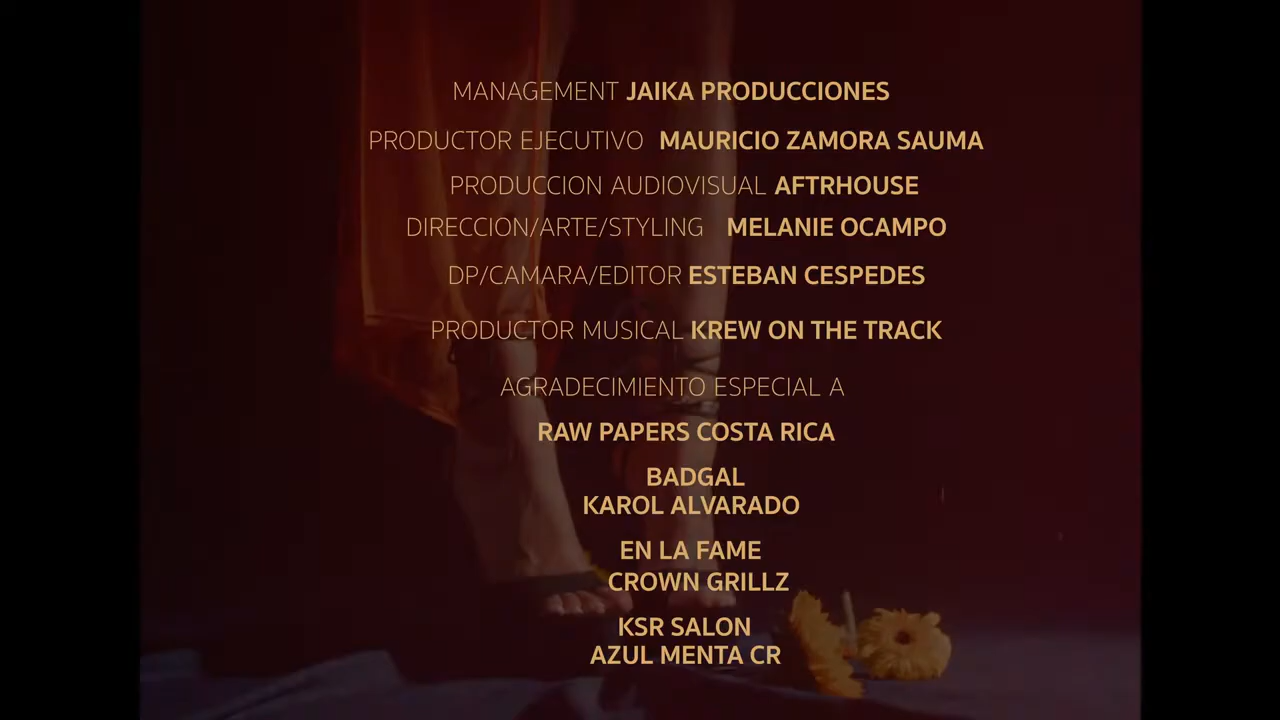 MANAGEMENT JAIKA PRODUCCIONES
PRODUCTOR EJECUTIVO MAURICIO ZAMORA SAUMA
PRODUCCION AUDIOVISUAL AFTRHOUSE
DIRECCION/ARTE/STYLING MELANIE OCAMPO
DP/CAMARA/EDITOR ESTEBAN CESPEDES
PRODUCTOR MUSICAL KREW ON THE TRACK
AGRADECIMIENTO ESPECIAL A
RAW PAPERS COSTA RICA
BADGAL
KAROL ALVARADO
EN LA FAME
CROWN GRILLZ
KSR SALON
AZUL MENTA CR